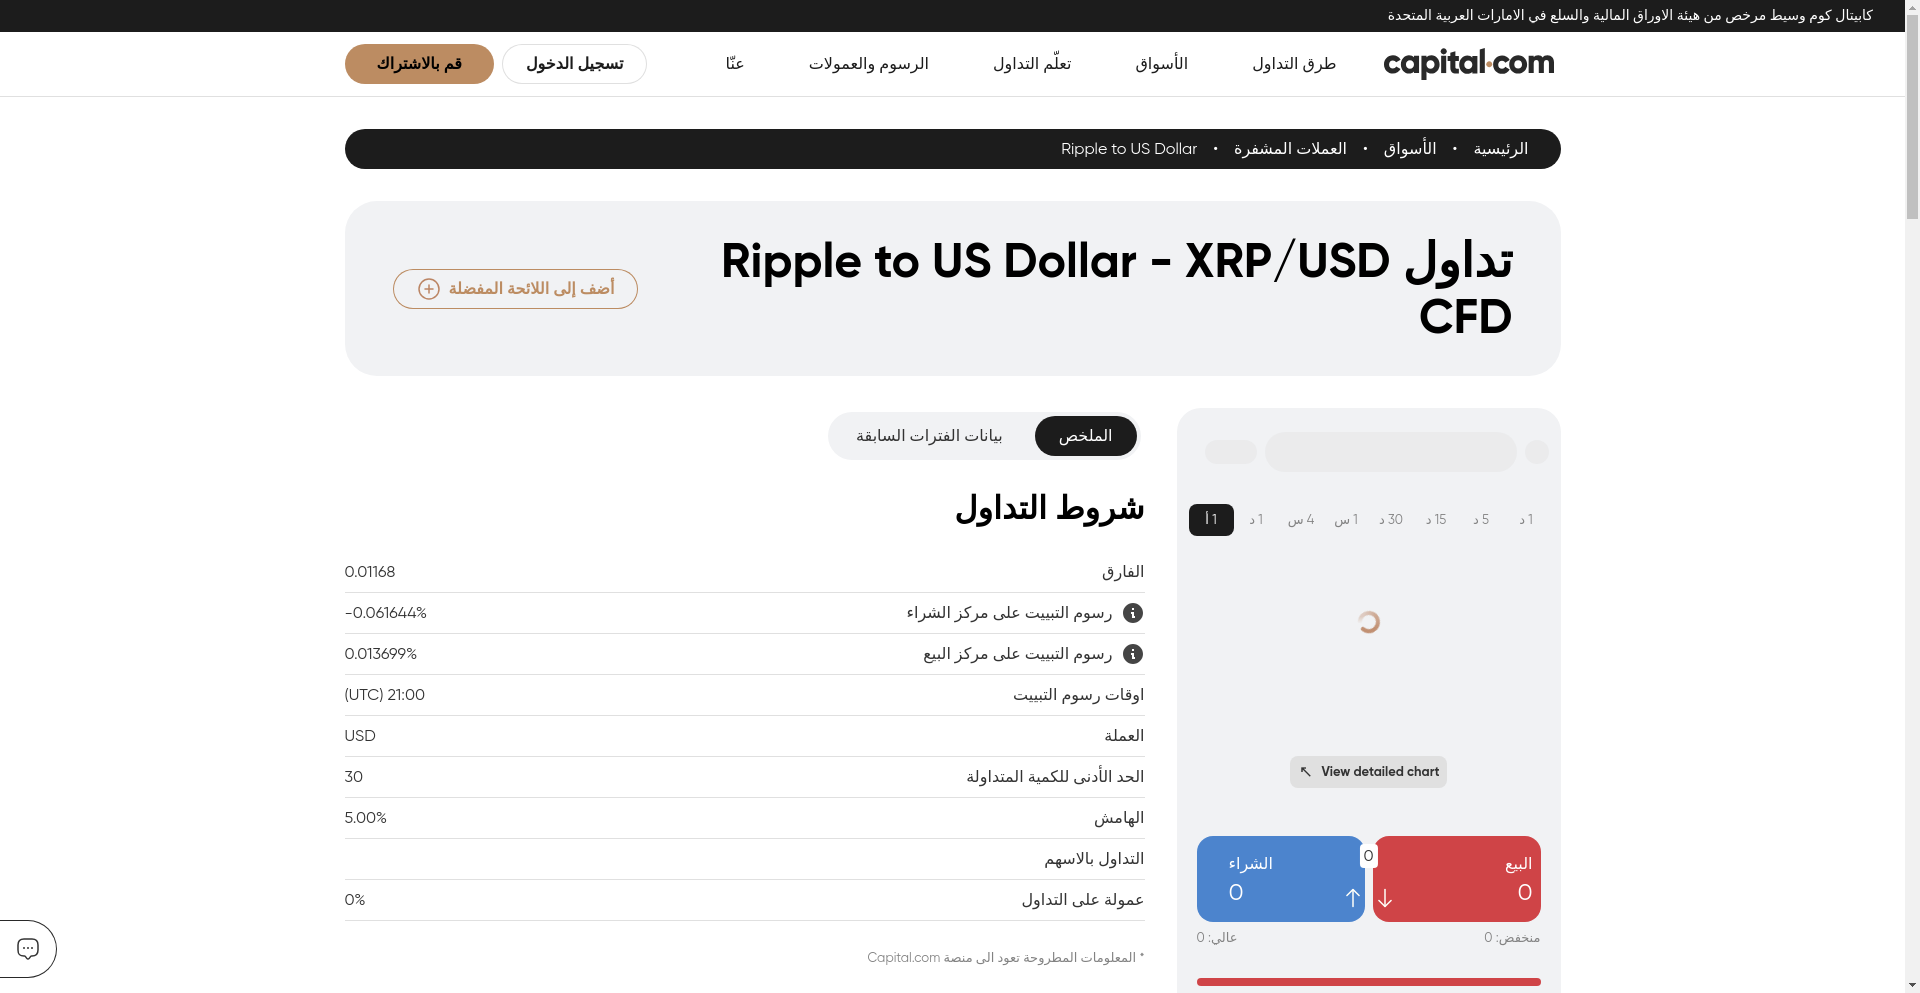 كابيتال كوم وسيط مرخص من هيئة الاوراق المالية والسلع في الامارات العربية المتحدة
capital.com
طرق التداول
الأسواق
تعلّم التداول
الرسوم والعمولات
عنّا
تسجيل الدخول
قم بالاشتراك
الرئيسية • الأسواق • العملات المشفرة • Ripple to US Dollar
تداول Ripple to US Dollar - XRP/USD
CFD
أضف إلى اللائحة المفضلة
1 د
5 د
15 د
30 د
1 س
4 س
1 د
1 أ
View detailed chart
البيع
0
0
الشراء
0
منخفض: 0
عالي: 0
الملخص
بيانات الفترات السابقة
شروط التداول
الفارق 0.01168
رسوم التبييت على مركز الشراء -0.061644%
رسوم التبييت على مركز البيع 0.013699%
اوقات رسوم التبييت 21:00 (UTC)
العملة USD
الحد الأدنى للكمية المتداولة 30
الهامش 5.00%
التداول بالاسهم
عمولة على التداول 0%
* المعلومات المطروحة تعود الى منصة Capital.com